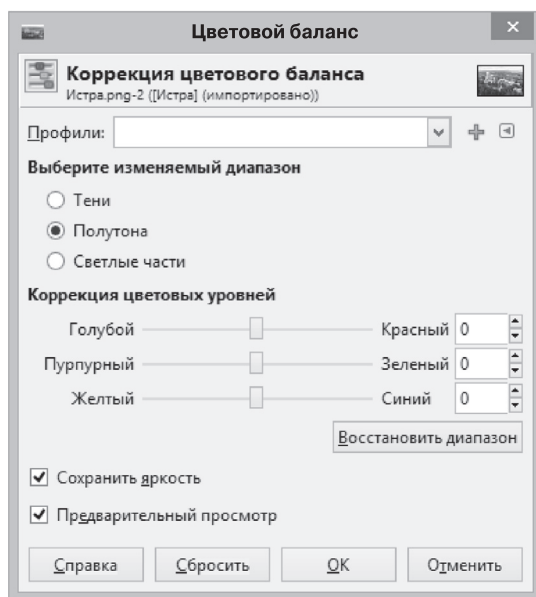 Цветовой баланс
Коррекция цветового баланса
Истра.png-2 ([Истра] (импортировано))
Профили:
Выберите изменяемый диапазон
Тени
Полутона
Светлые части
Коррекция цветовых уровней
Голубой Красный 0
Пурпурный Зеленый 0
Желтый Синий 0
Восстановить диапазон
Сохранить яркость
Предварительный просмотр
Справка Сбросить OK Отменить